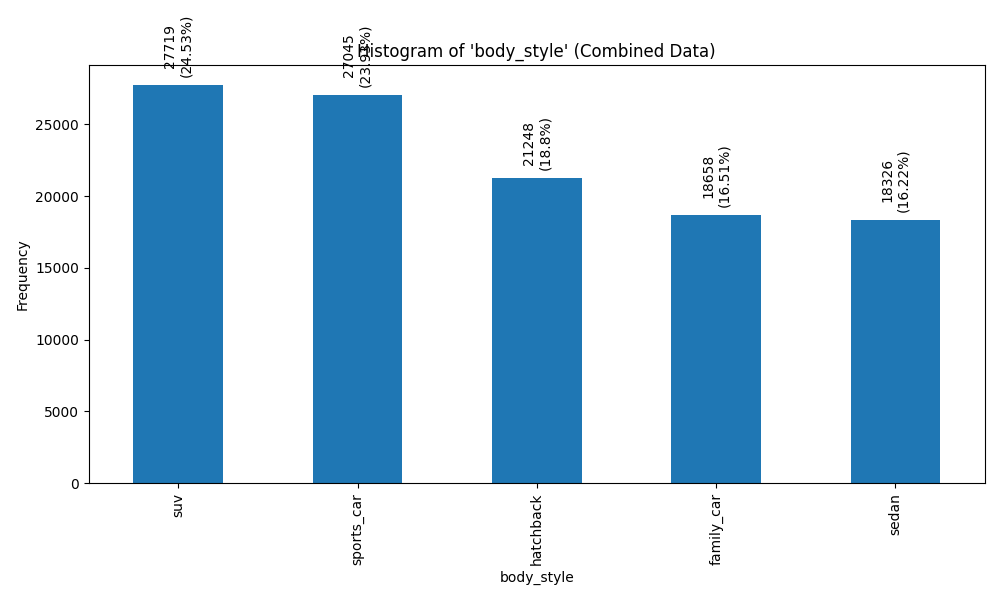 Histogram of 'body_style' (Combined Data)
27719
(24.53%)
27045
21248
(18.8%)
18658
(16.51%)
18326
(16.22%)
Frequency
25000
20000
15000
10000
5000
0
suv
sports_car
hatchback
family_car
sedan
body_style